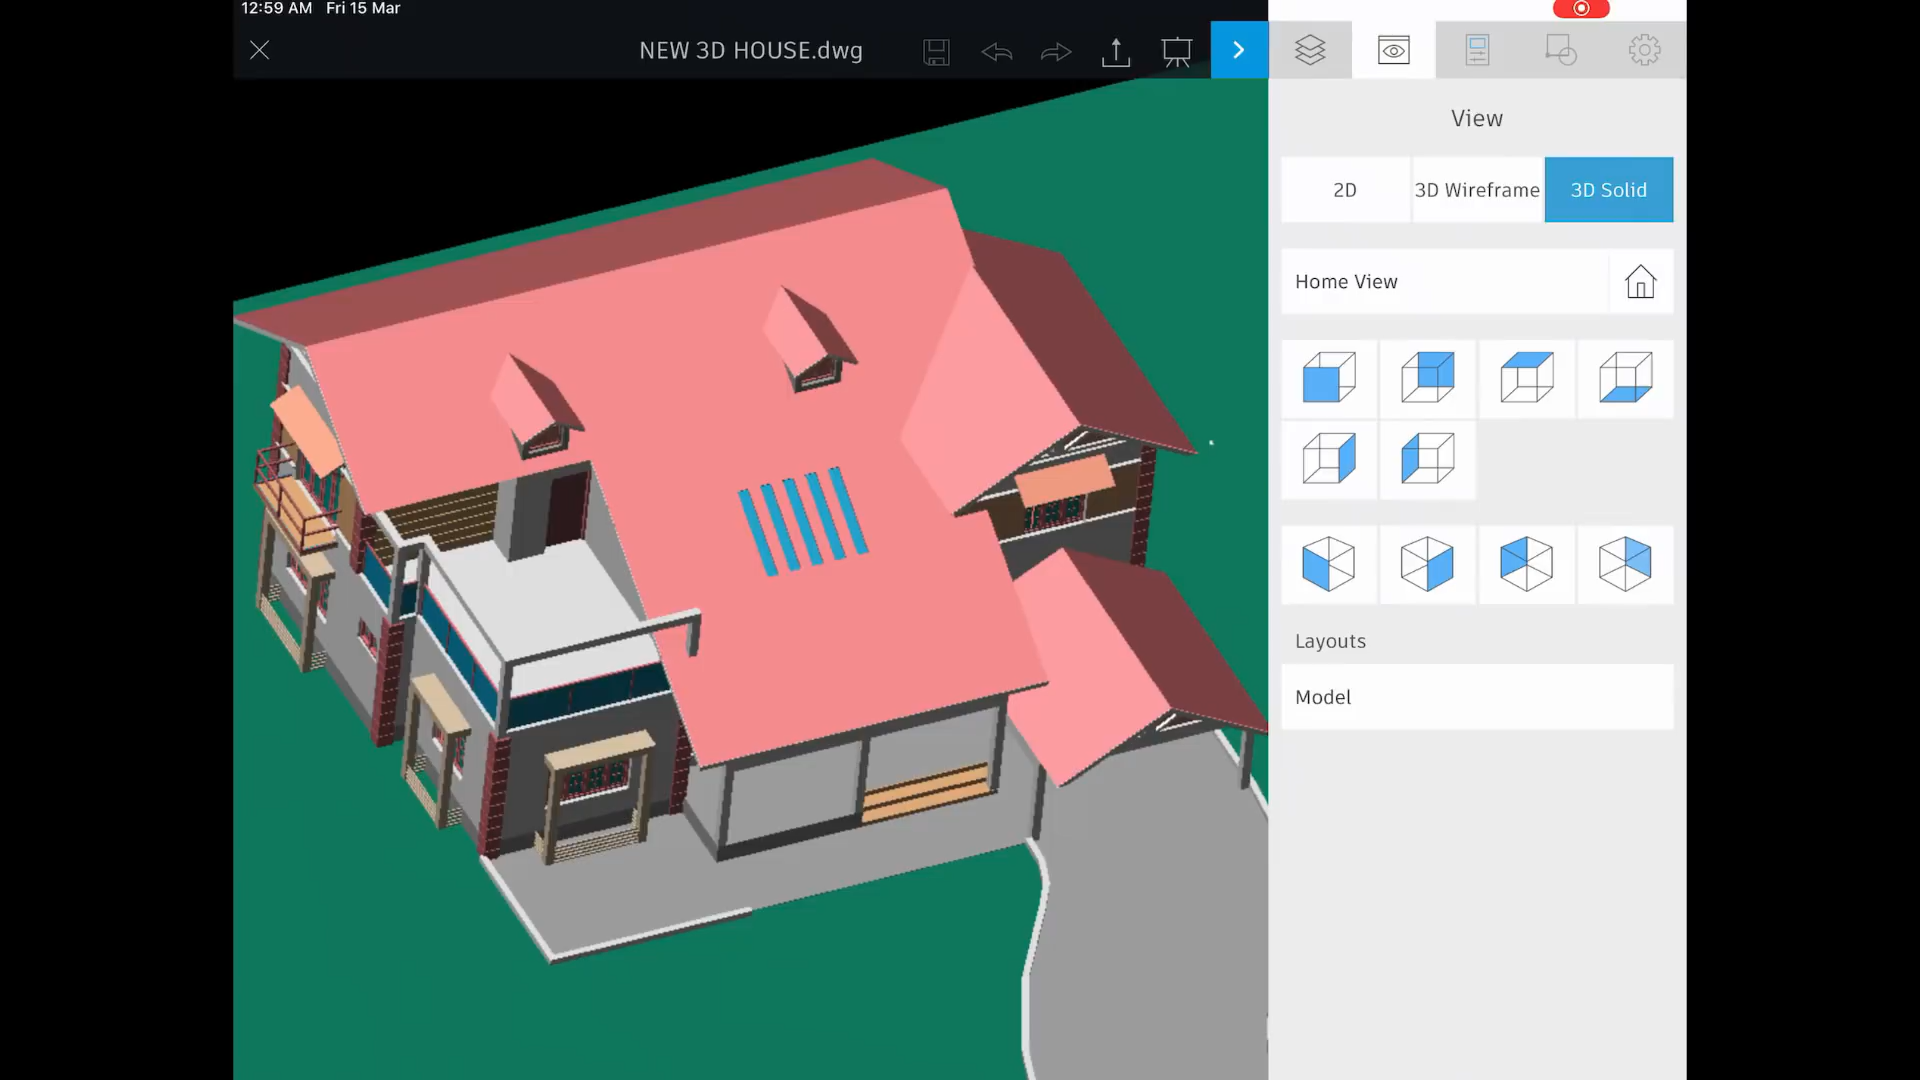 12:59 AM Fri 15 Mar
NEW 3D HOUSE.dwg
View
2D
3D Wireframe
3D Solid
Home View
Layouts
Model